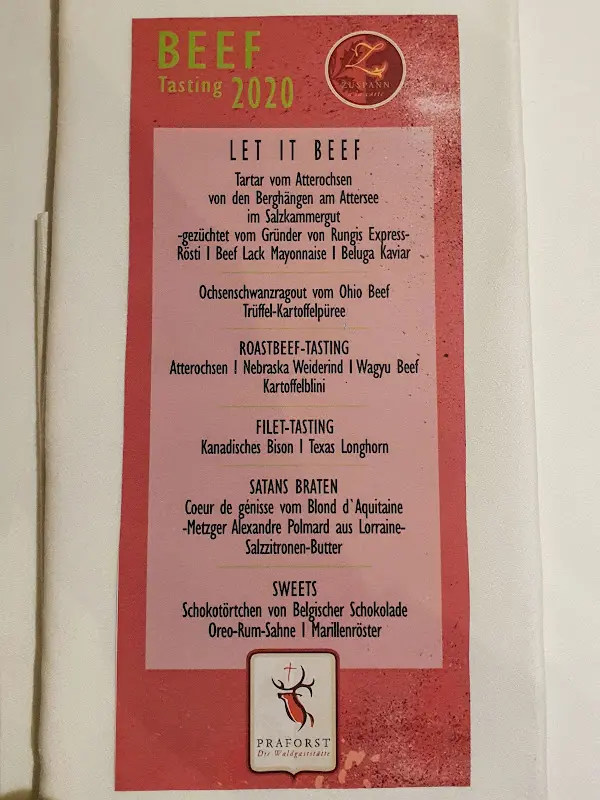 BEEF
Tasting 2020
ZUSPANN
à la carte
LET IT BEEF
Tartar vom Atterochsen
von den Berghängen am Attersee
im Salzkammergut
-gezüchtet vom Gründer von Rungis Express-
Rösti | Beef Lack Mayonnaise | Beluga Kaviar
Ochsenschwanzragout vom Ohio Beef
Trüffel-Kartoffelpüree
ROASTBEEF-TASTING
Atterochsen | Nebraska Weiderind | Wagyu Beef
Kartoffelblini
FILET-TASTING
Kanadisches Bison | Texas Longhorn
SATANS BRATEN
Coeur de génisse vom Blond d`Aquitaine
-Metzger Alexandre Polmard aus Lorraine-
Salzzitronen-Butter
SWEETS
Schokotörtchen von Belgischer Schokolade
Oreo-Rum-Sahne | Marillenröster
PRAFORST
Die Waldgaststätte